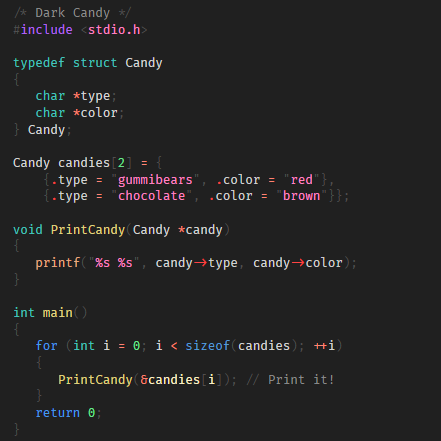 /* Dark Candy */
#include <stdio.h>

typedef struct Candy
{
   char *type;
   char *color;
} Candy;

Candy candies[2] = {
    {.type = "gummibears", .color = "red"},
    {.type = "chocolate", .color = "brown"}};

void PrintCandy(Candy *candy)
{
   printf("%s %s", candy->type, candy->color);
}

int main()
{
   for (int i = 0; i < sizeof(candies); ++i)
   {
      PrintCandy(&candies[i]); // Print it!
   }
   return 0;
}